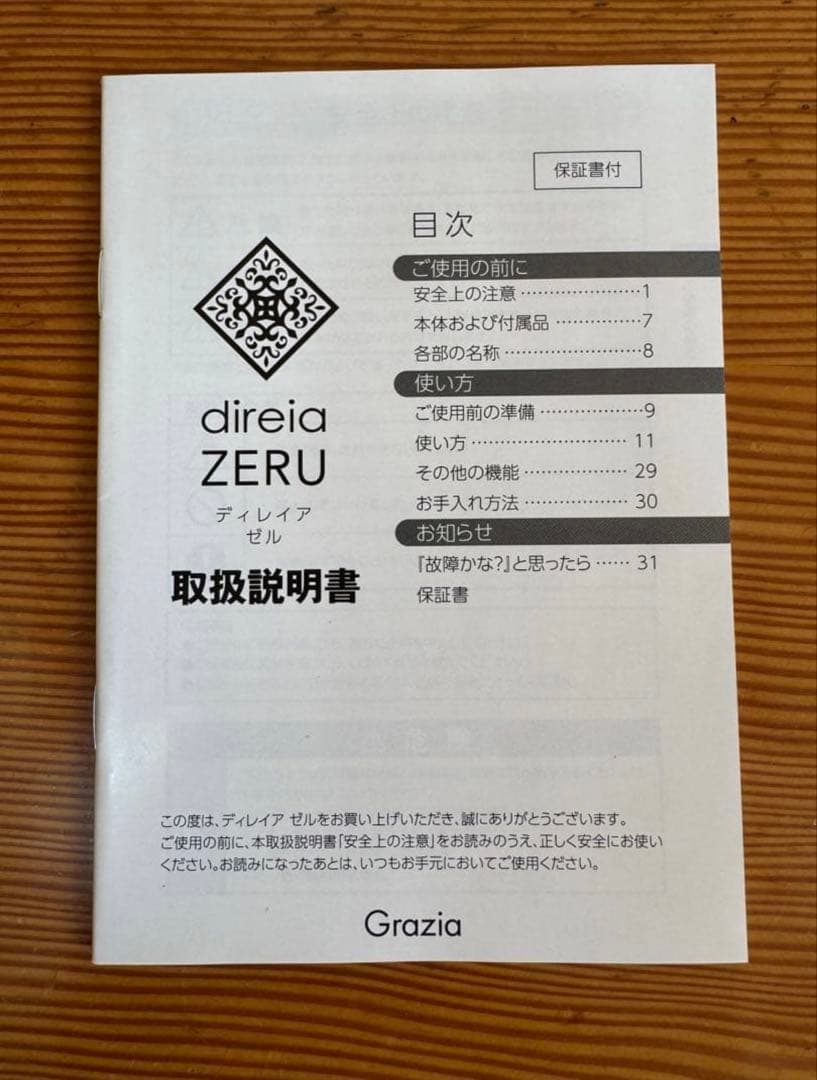 保証書付
目次
ご使用の前に
安全上の注意……………………1
本体および付属品……………7
各部の名称……………………8
使い方
ご使用前の準備………………9
使い方………………………11
その他の機能………………29
お手入れ方法………………30
お知らせ
『故障かな?』と思ったら……31
保証書
direia
ZERU
ディレイア
ゼル
取扱説明書
この度は、ディレイア ゼルをお買い上げいただき、誠にありがとうございます。
ご使用の前に、本取扱説明書「安全上の注意」をお読みのうえ、正しく安全にお使い
ください。お読みになったあとは、いつもお手元においてご使用ください。
Grazia